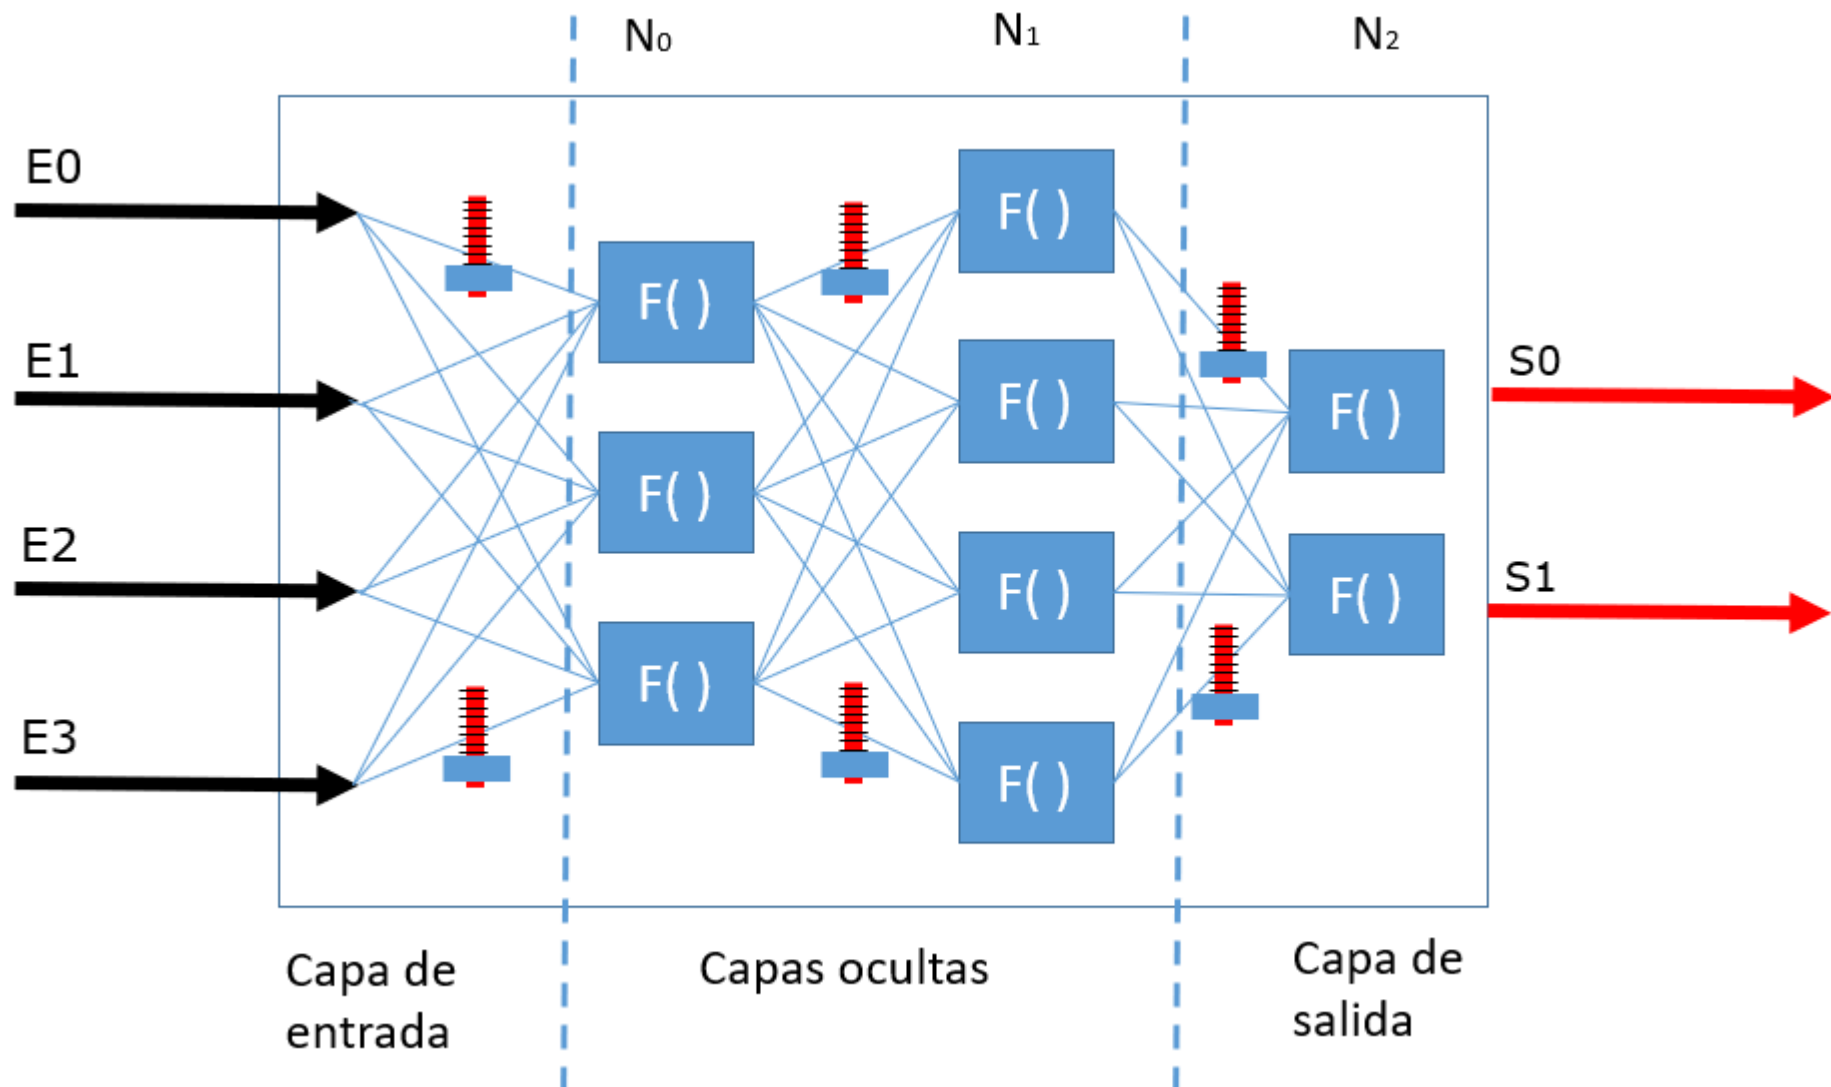 N₀
N₁
N₂
E0
E1
E2
E3
F( )
F( )
F( )
F( )
F( )
F( )
F( )
F( )
F( )
S0
S1
Capa de
entrada
Capas ocultas
Capa de
salida